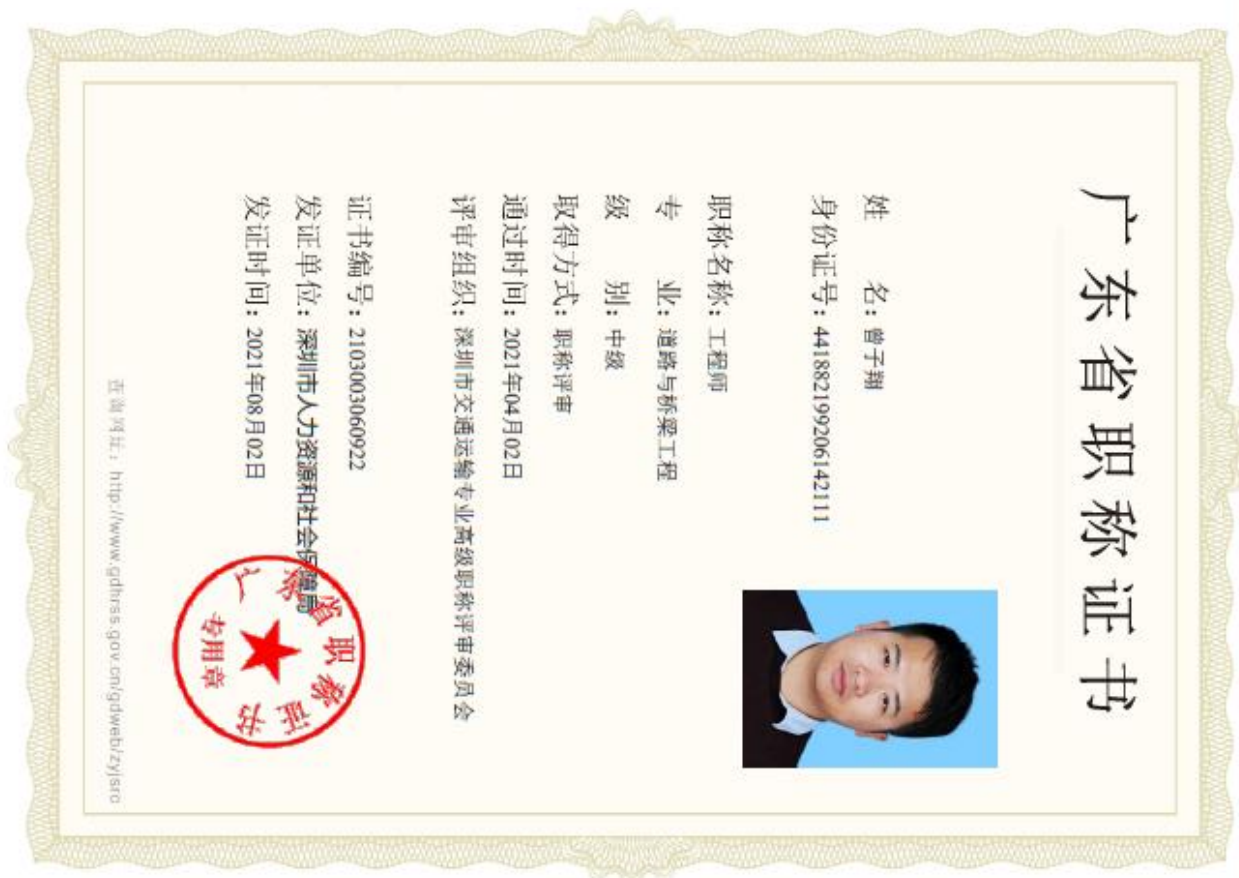 广东省职称证书
姓 名：曾子翔
身份证号：441882199206142111
职称名称：工程师
专 业：道路与桥梁工程
级 别：中级
取得方式：职称评审
通过时间：2021年04月02日
评审组织：深圳市交通运输专业高级职称评审委员会
证书编号：2103003060922
发证单位：深圳市人力资源和社会保障局
发证时间：2021年08月02日
广东省职称证书
专用章
查询网址：http://www.gdhrss.gov.cn/gdweb/zyjsrc